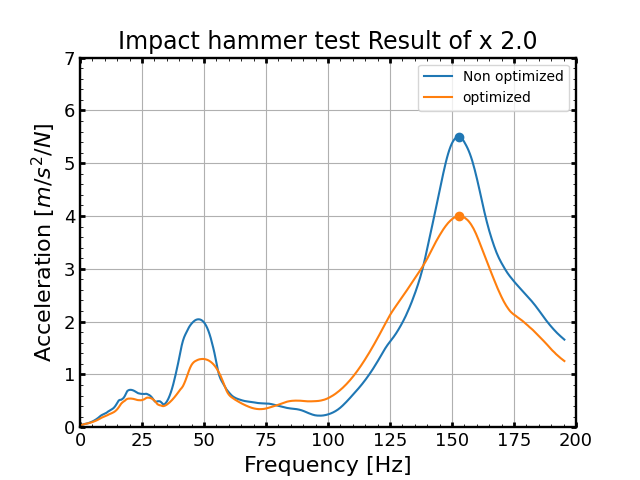 Impact hammer test Result of x 2.0
Non optimized
optimized
Acceleration [m/s²/N]
7
6
5
4
3
2
1
0
0 25 50 75 100 125 150 175 200
Frequency [Hz]